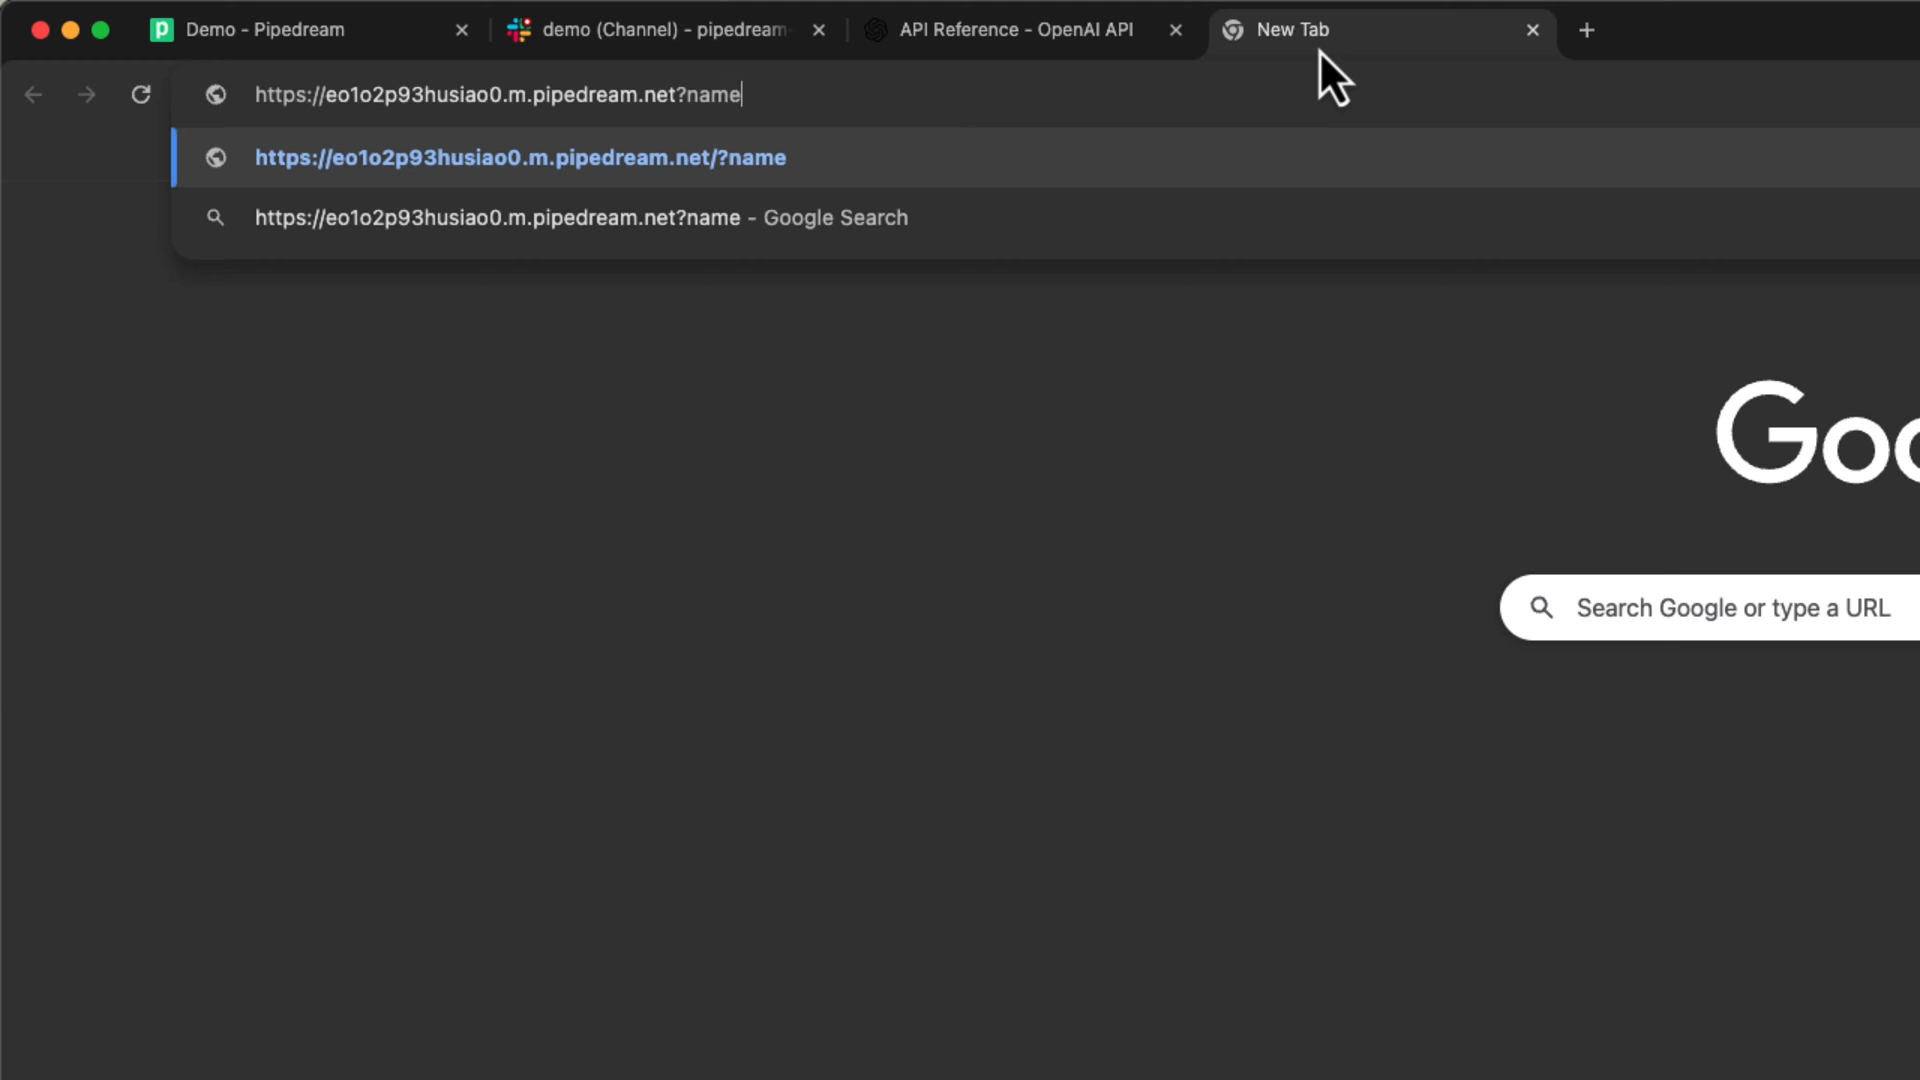 Demo - Pipedream
demo (Channel) - pipedream-
API Reference - OpenAI API
New Tab
https://eo1o2p93husiao0.m.pipedream.net?name
https://eo1o2p93husiao0.m.pipedream.net/?name
https://eo1o2p93husiao0.m.pipedream.net?name - Google Search
Goo
Search Google or type a URL